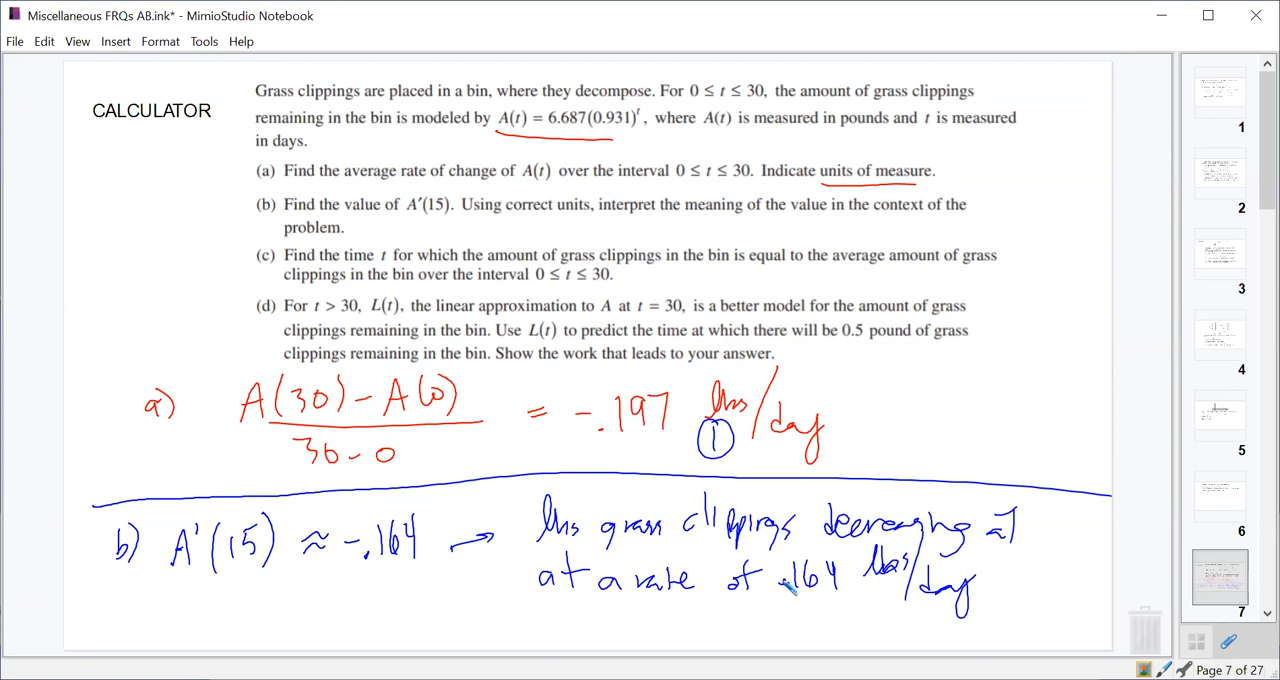 Miscellaneous FRQs AB.ink* - MimioStudio Notebook
File Edit View Insert Format Tools Help
CALCULATOR
Grass clippings are placed in a bin, where they decompose. For 0 ≤ t ≤ 30, the amount of grass clippings
remaining in the bin is modeled by A(t) = 6.687(0.931)^t, where A(t) is measured in pounds and t is measured
in days.
(a) Find the average rate of change of A(t) over the interval 0 ≤ t ≤ 30. Indicate units of measure.
(b) Find the value of A′(15). Using correct units, interpret the meaning of the value in the context of the
problem.
(c) Find the time t for which the amount of grass clippings in the bin is equal to the average amount of grass
clippings in the bin over the interval 0 ≤ t ≤ 30.
(d) For t > 30, L(t), the linear approximation to A at t = 30, is a better model for the amount of grass
clippings remaining in the bin. Use L(t) to predict the time at which there will be 0.5 pound of grass
clippings remaining in the bin. Show the work that leads to your answer.
a) A(30) - A(0) / 30 - 0 = -.197 lbs/day
1
b) A'(15) ≈ -.164 → lbs grass clippings decreasing at
at a rate of .164 lbs/day
1
2
3
4
5
6
7
Page 7 of 27